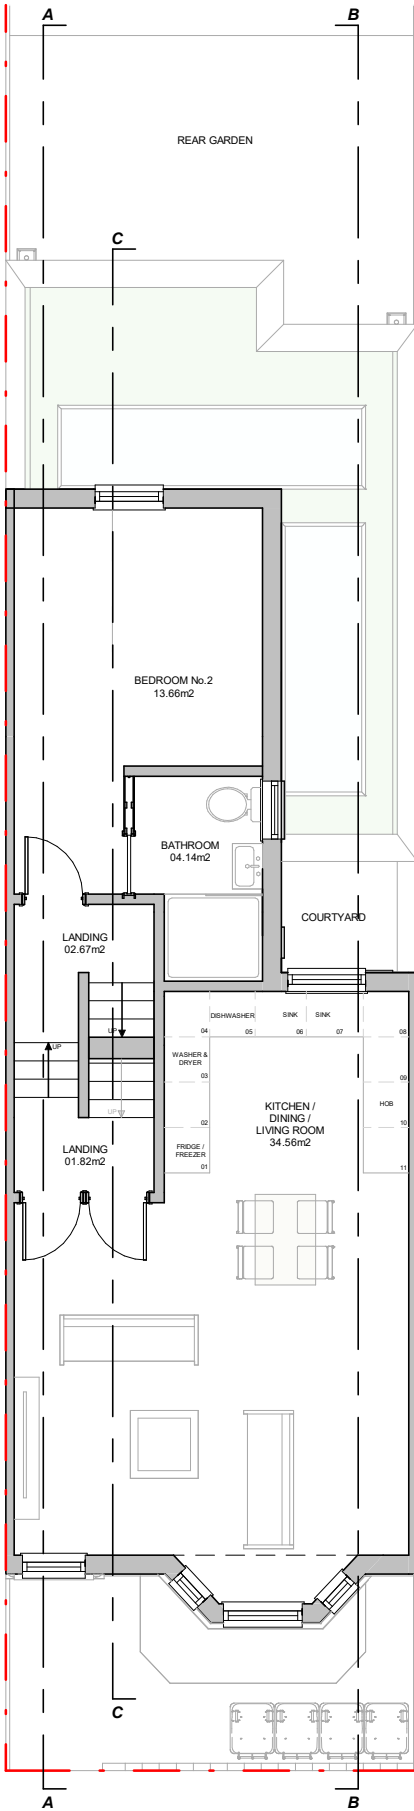 A
B
REAR GARDEN
C
BEDROOM No.2
13.66m2
BATHROOM
04.14m2
COURTYARD
LANDING
02.67m2
UP
UP
UP
DISHWASHER
SINK
SINK
04
05
06
07
08
WASHER &
DRYER
03
09
02
HOB
10
FRIDGE /
FREEZER
01
11
KITCHEN /
DINING /
LIVING ROOM
34.56m2
LANDING
01.82m2
C
A
B